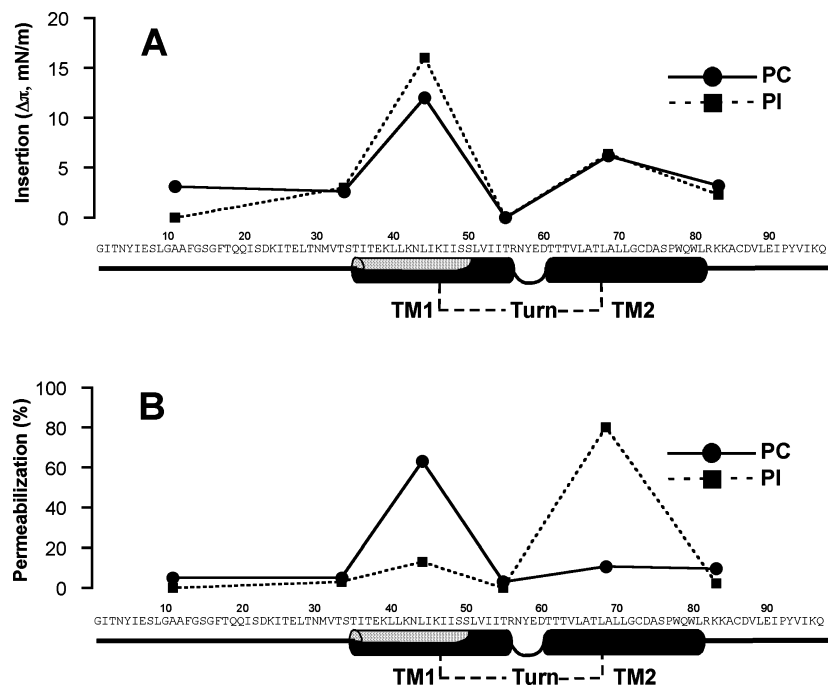 A
20
15
10
5
0
Insertion (Δπ, mN/m)
PC
PI
10 20 30 40 50 60 70 80 90
GITNYIESLGAAFGSGFTQQISDKITELTNMVTSTITEKLLKNLIKIISSLVIITRNYEDTTTVLATLALLGCDASPWQWLRKKACDVLEIPYVIKQ
TM1 Turn TM2
B
100
80
60
40
20
0
Permeabilization (%)
PC
PI
10 20 30 40 50 60 70 80 90
GITNYIESLGAAFGSGFTQQISDKITELTNMVTSTITEKLLKNLIKIISSLVIITRNYEDTTTVLATLALLGCDASPWQWLRKKACDVLEIPYVIKQ
TM1 Turn TM2